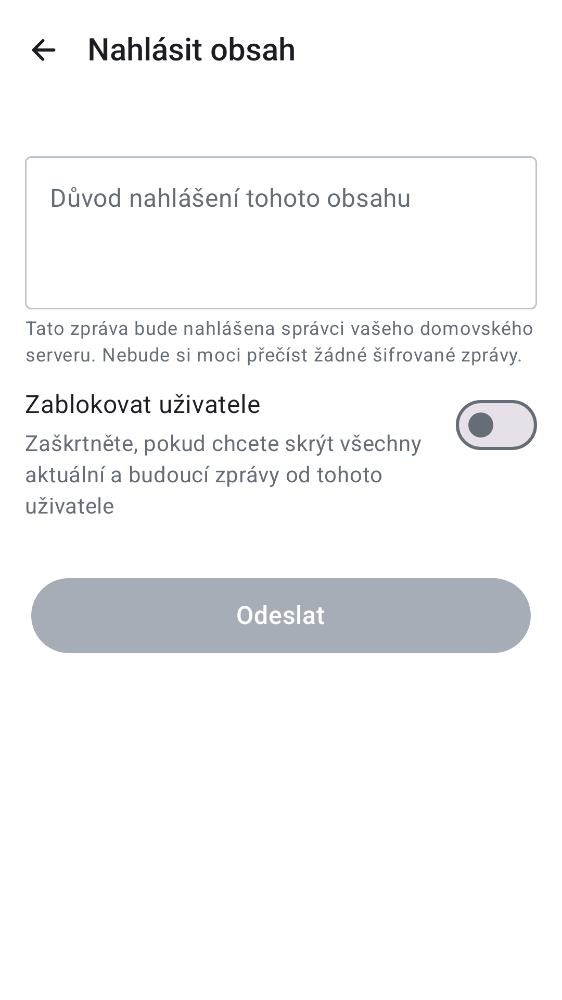 Nahlásit obsah
Důvod nahlášení tohoto obsahu
Tato zpráva bude nahlášena správci vašeho domovského
serveru. Nebude si moci přečíst žádné šifrované zprávy.
Zablokovat uživatele
Zaškrtněte, pokud chcete skrýt všechny
aktuální a budoucí zprávy od tohoto
uživatele
Odeslat